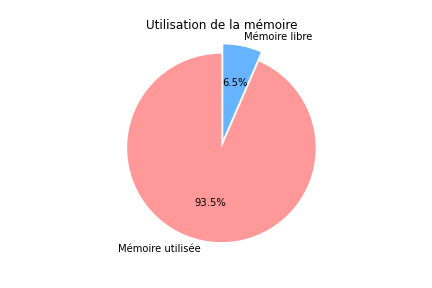 Utilisation de la mémoire
Mémoire libre
6.5%
93.5%
Mémoire utilisée